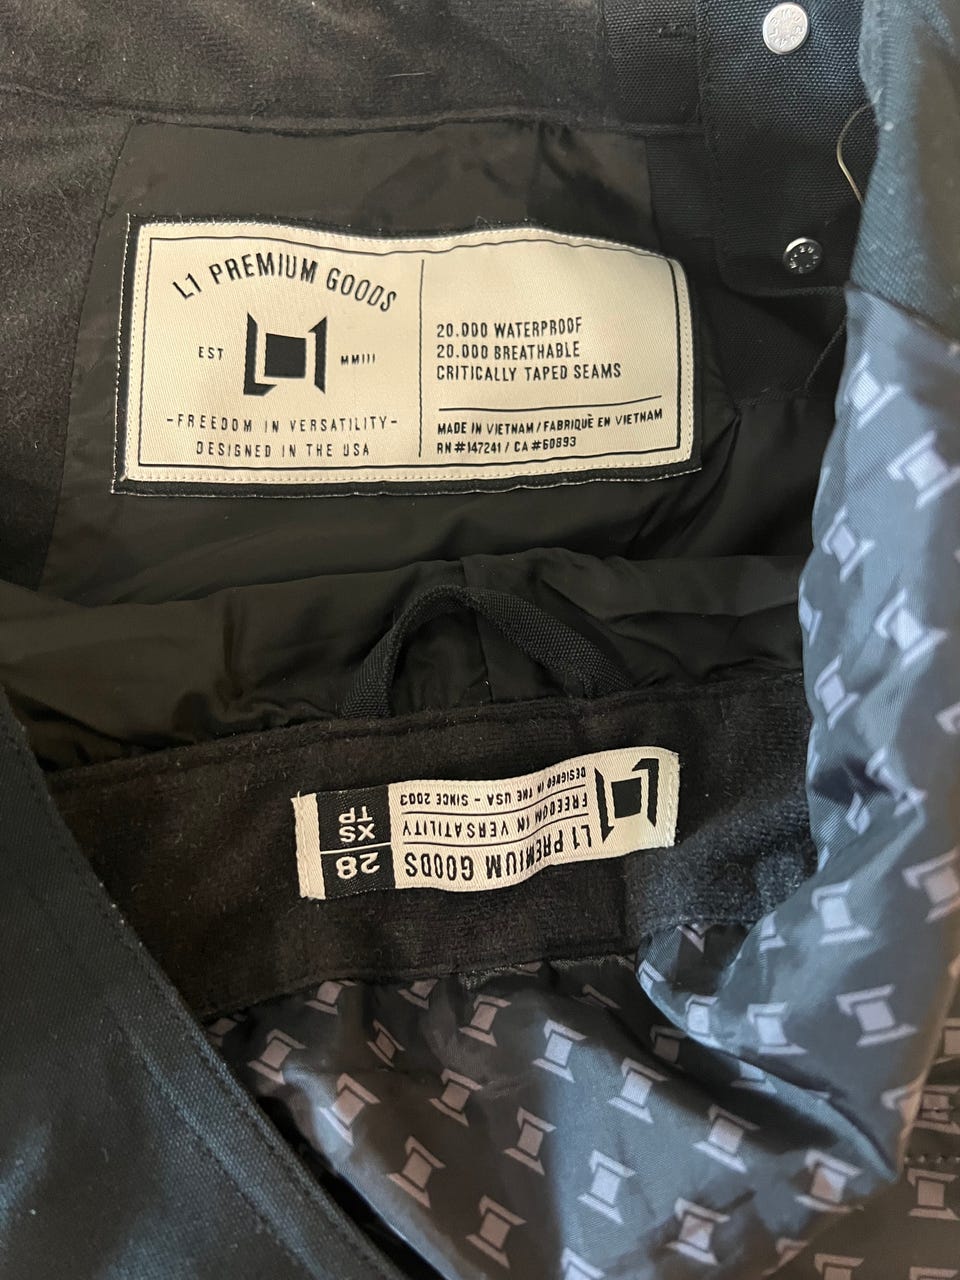 L1 PREMIUM GOODS
EST MMIII
-FREEDOM IN VERSATILITY-
DESIGNED IN THE USA
20.000 WATERPROOF
20.000 BREATHABLE
CRITICALLY TAPED SEAMS
MADE IN VIETNAM / FABRIQUÈ EN VIETNAM
RN #147241 / CA #60893
L1 PREMIUM GOODS
FREEDOM IN VERSATILITY
DESIGNED IN THE USA - SINCE 2003
28
XS
TP